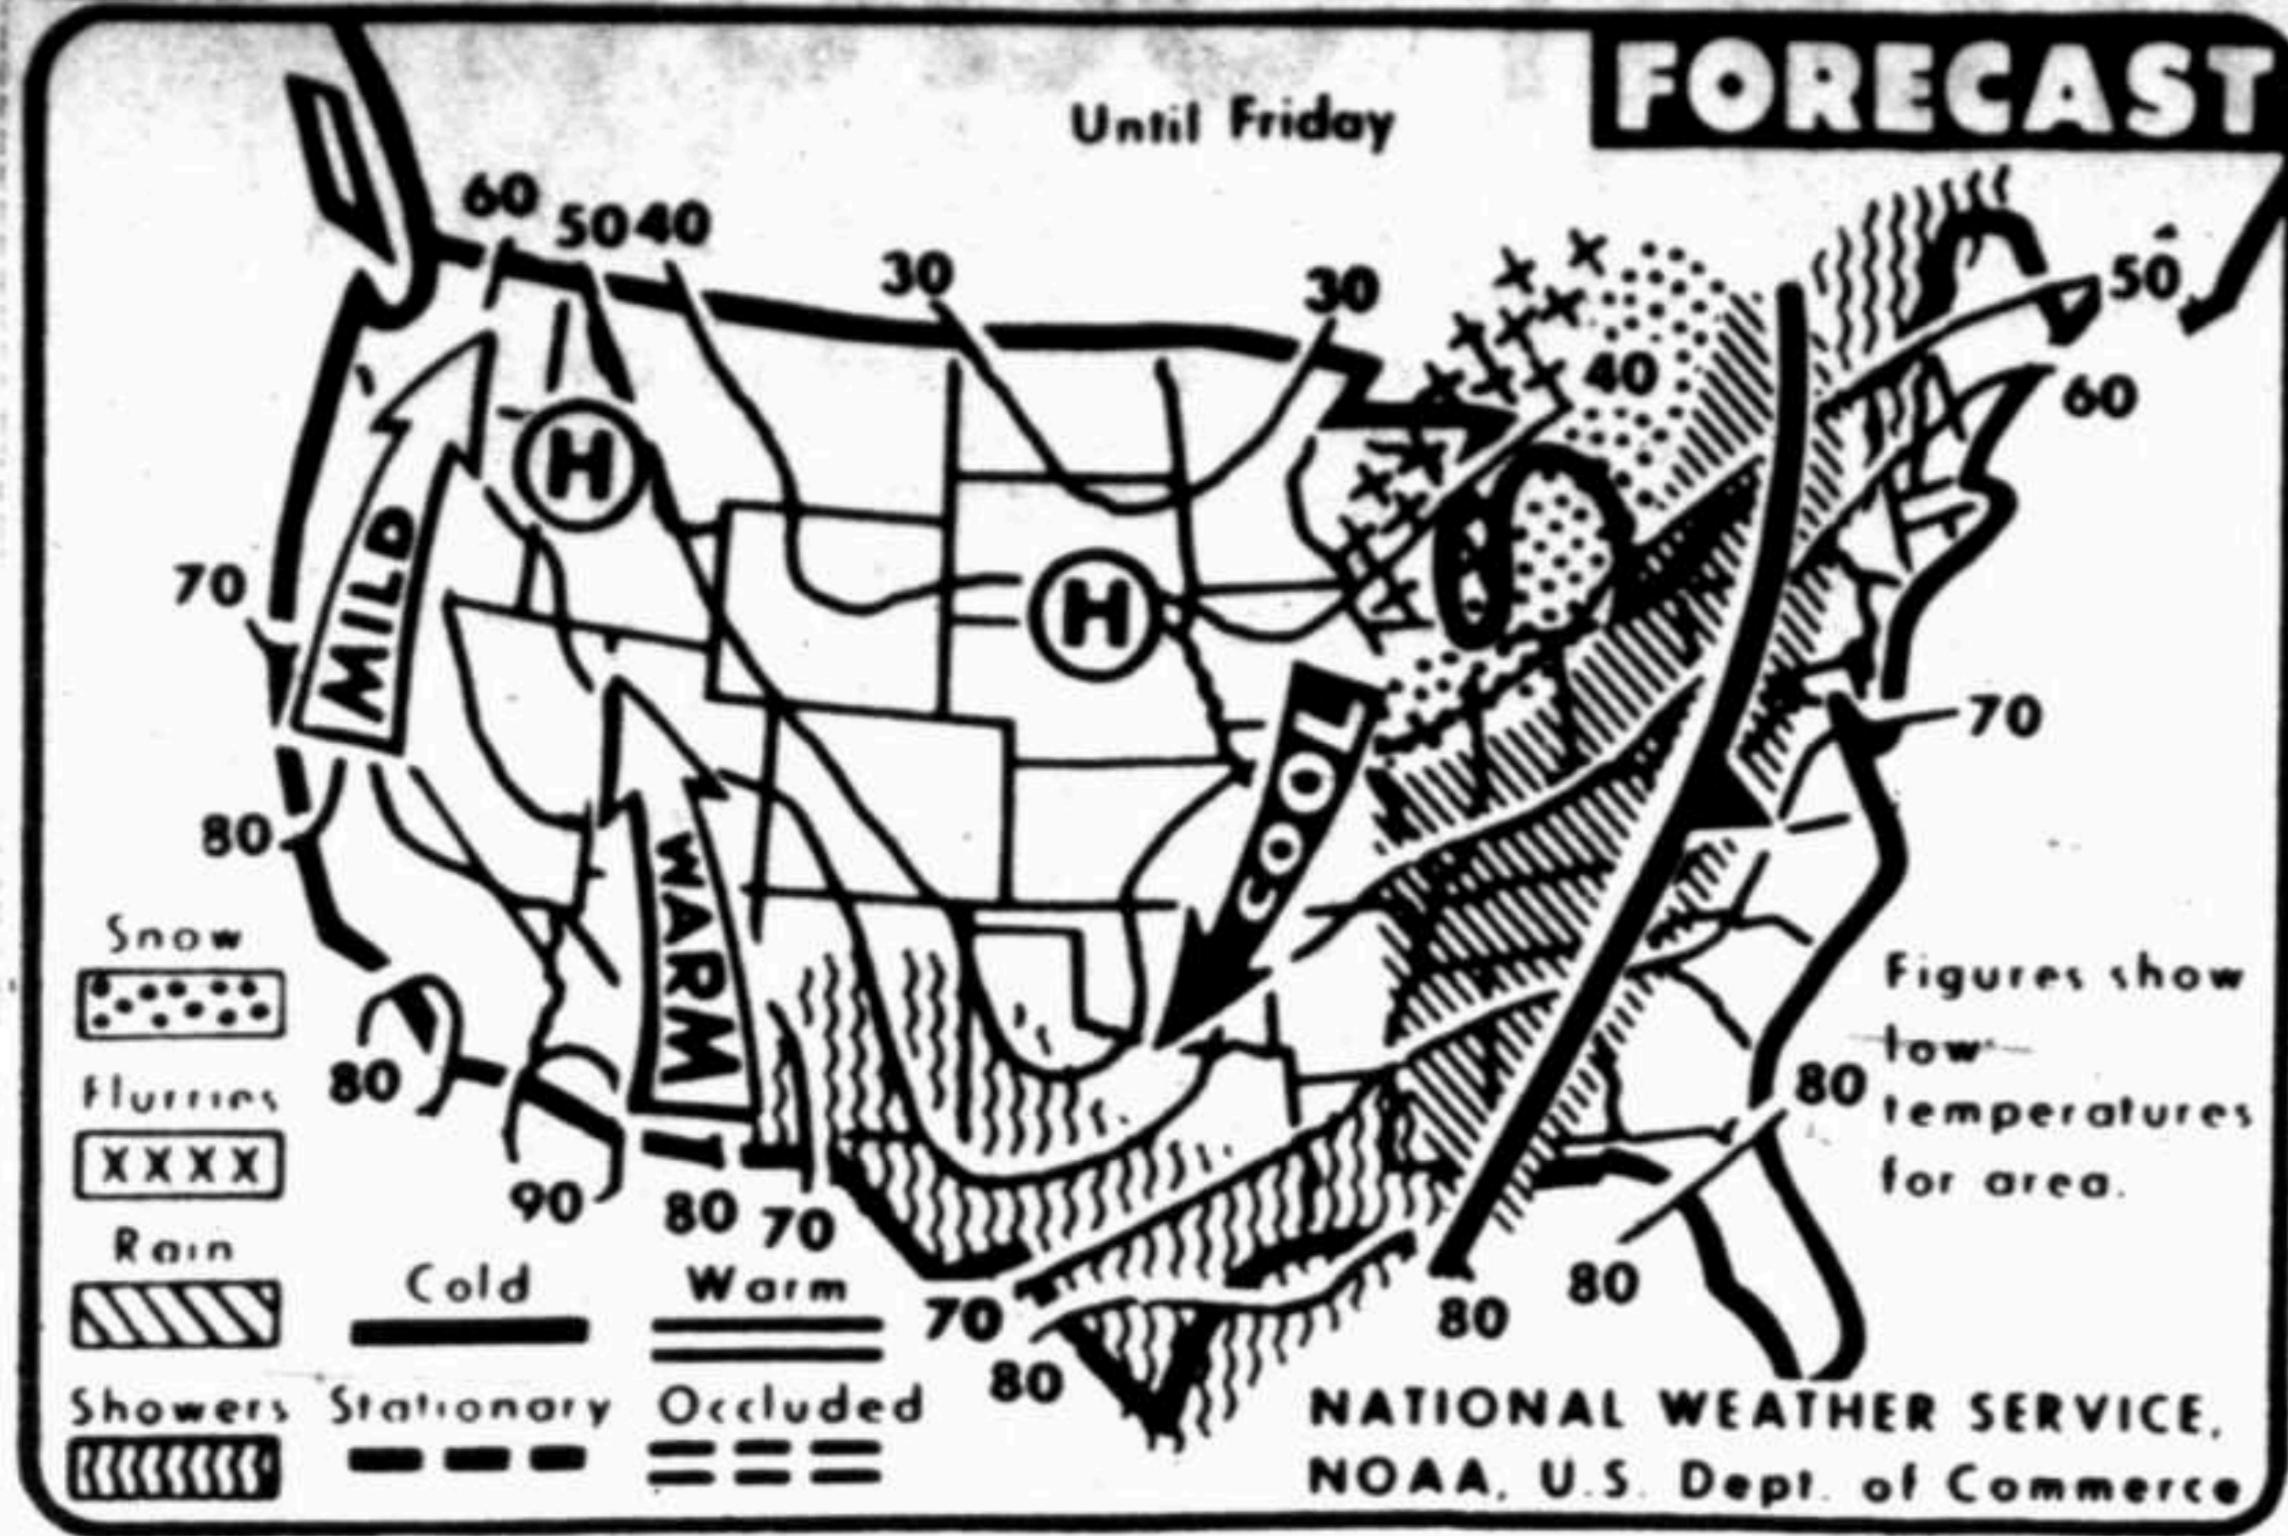 FORECAST
Until Friday
60 50 40
30
30
50
40
60
H
MILD
H
70
COOL
70
80
WARM
Snow
Figures show
low
temperatures
for area.
80
80
Flurries
XXXX
90
80 70
80
Rain
Cold
Warm
70
80
80
Showers
Stationary
Occluded
80
NATIONAL WEATHER SERVICE,
NOAA, U.S. Dept. of Commerce